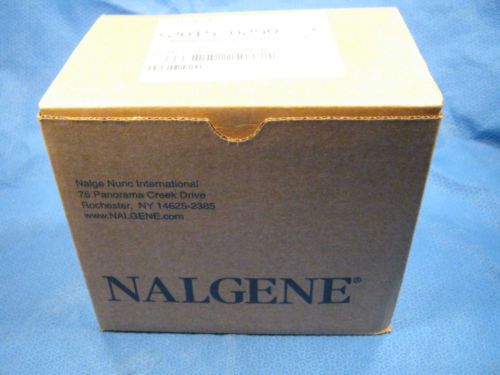 Nalge Nunc International
75 Panorama Creek Drive
Rochester, NY 14625-2385
www.NALGENE.com
NALGENE®